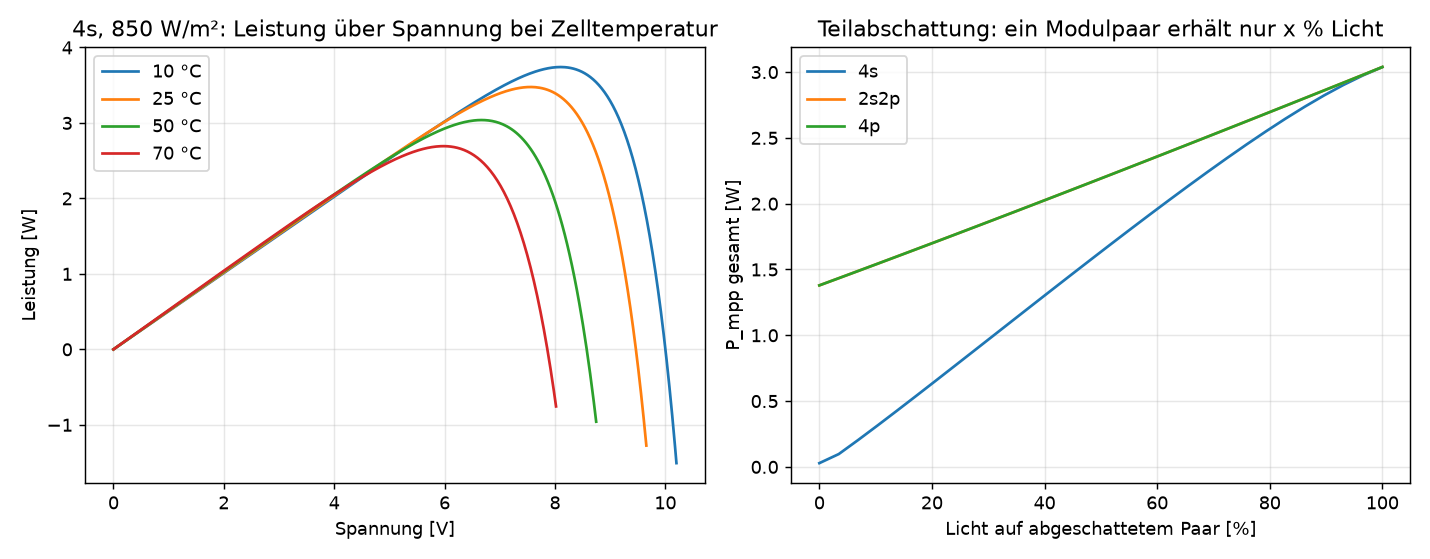 4s, 850 W/m²: Leistung über Spannung bei Zelltemperatur
4
3
2
1
0
−1
Leistung [W]
10 °C
25 °C
50 °C
70 °C
0
2
4
6
8
10
Spannung [V]
Teilabschattung: ein Modulpaar erhält nur x % Licht
3.0
2.5
2.0
1.5
1.0
0.5
0.0
P_mpp gesamt [W]
4s
2s2p
4p
0
20
40
60
80
100
Licht auf abgeschattetem Paar [%]